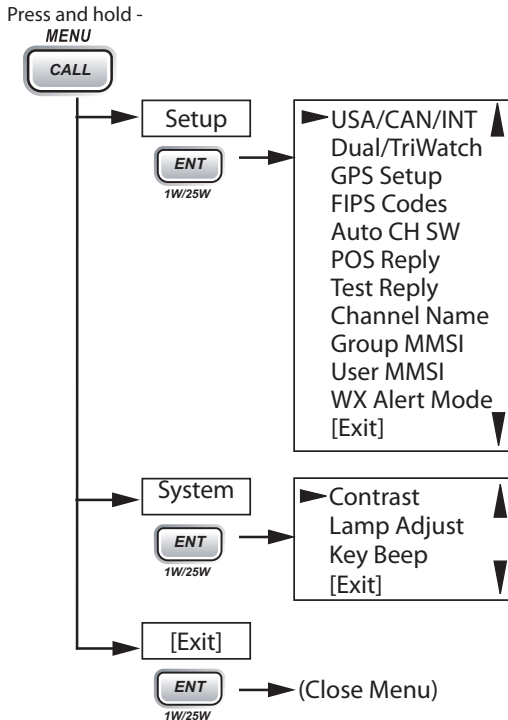 Press and hold -
MENU
CALL
Setup
ENT
1W/25W
USA/CAN/INT
Dual/TriWatch
GPS Setup
FIPS Codes
Auto CH SW
POS Reply
Test Reply
Channel Name
Group MMSI
User MMSI
WX Alert Mode
[Exit]
System
ENT
1W/25W
Contrast
Lamp Adjust
Key Beep
[Exit]
[Exit]
ENT
1W/25W
(Close Menu)